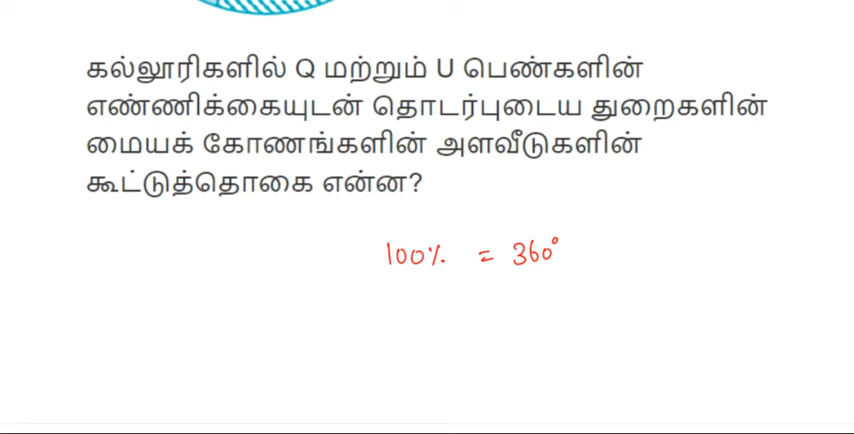 கல்லூரிகளில் Q மற்றும் U பெண்களின்
எண்ணிக்கையுடன் தொடர்புடைய துறைகளின்
மையக் கோணங்களின் அளவீடுகளின்
கூட்டுத்தொகை என்ன?
100% = 360°